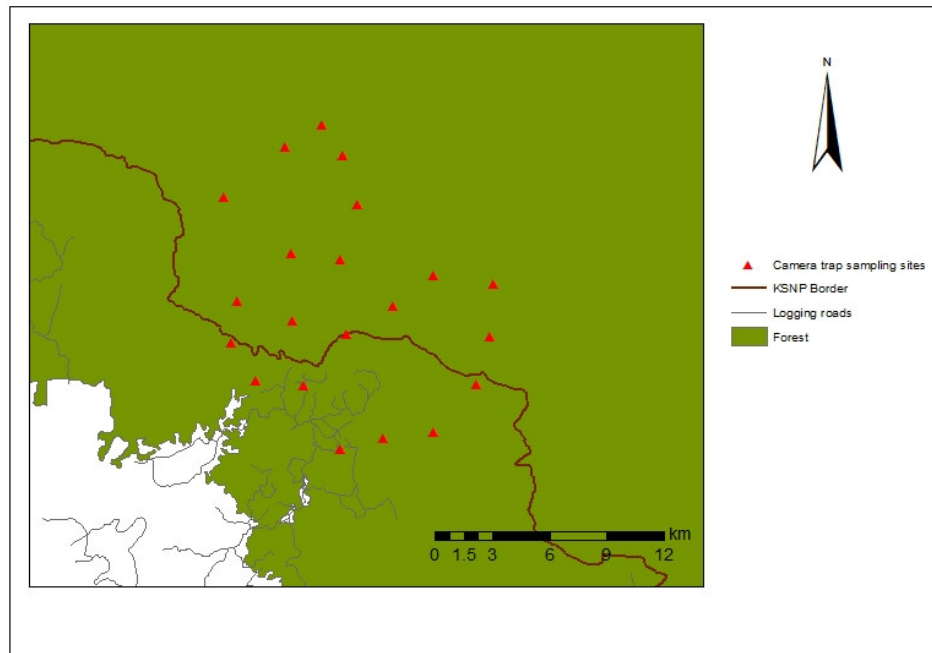 N
Camera trap sampling sites
KSNP Border
Logging roads
Forest
km
0 1.5 3 6 9 12